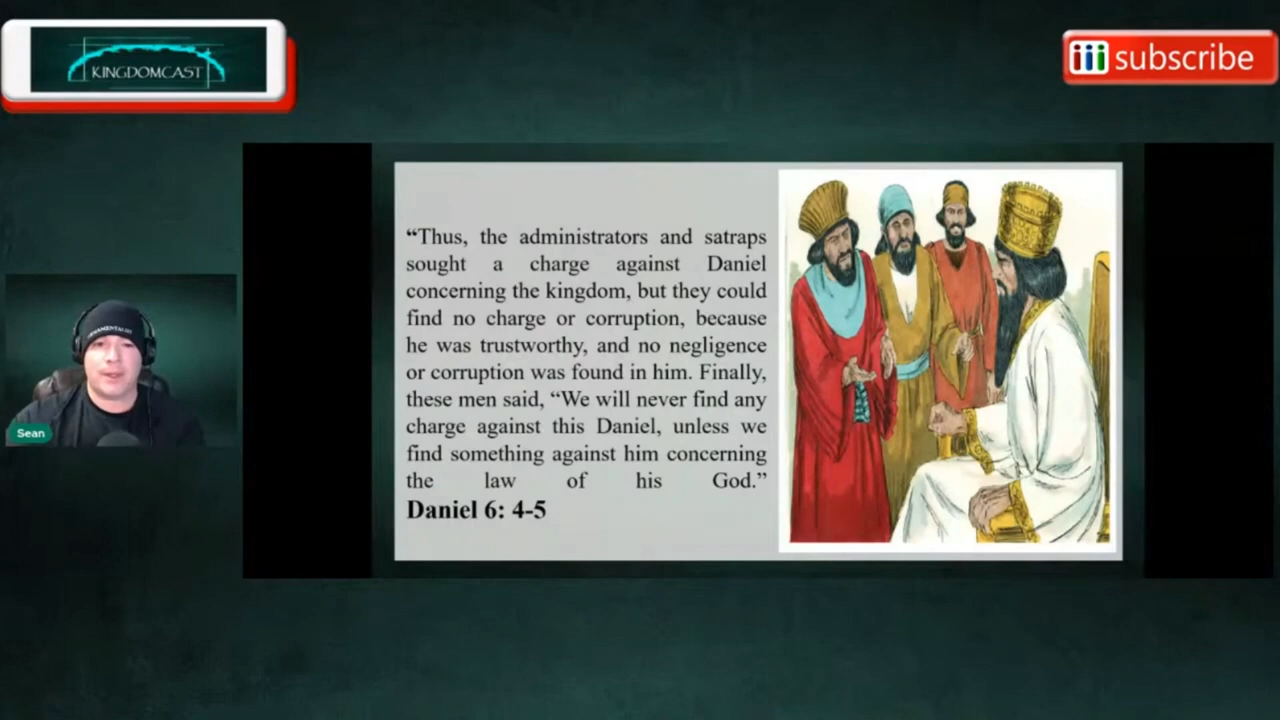 KINGDOMCAST
subscribe
“Thus, the administrators and satraps
sought a charge against Daniel
concerning the kingdom, but they could
find no charge or corruption, because
he was trustworthy, and no negligence
or corruption was found in him. Finally,
these men said, “We will never find any
charge against this Daniel, unless we
find something against him concerning
the law of his God.”
Daniel 6: 4-5
Sean